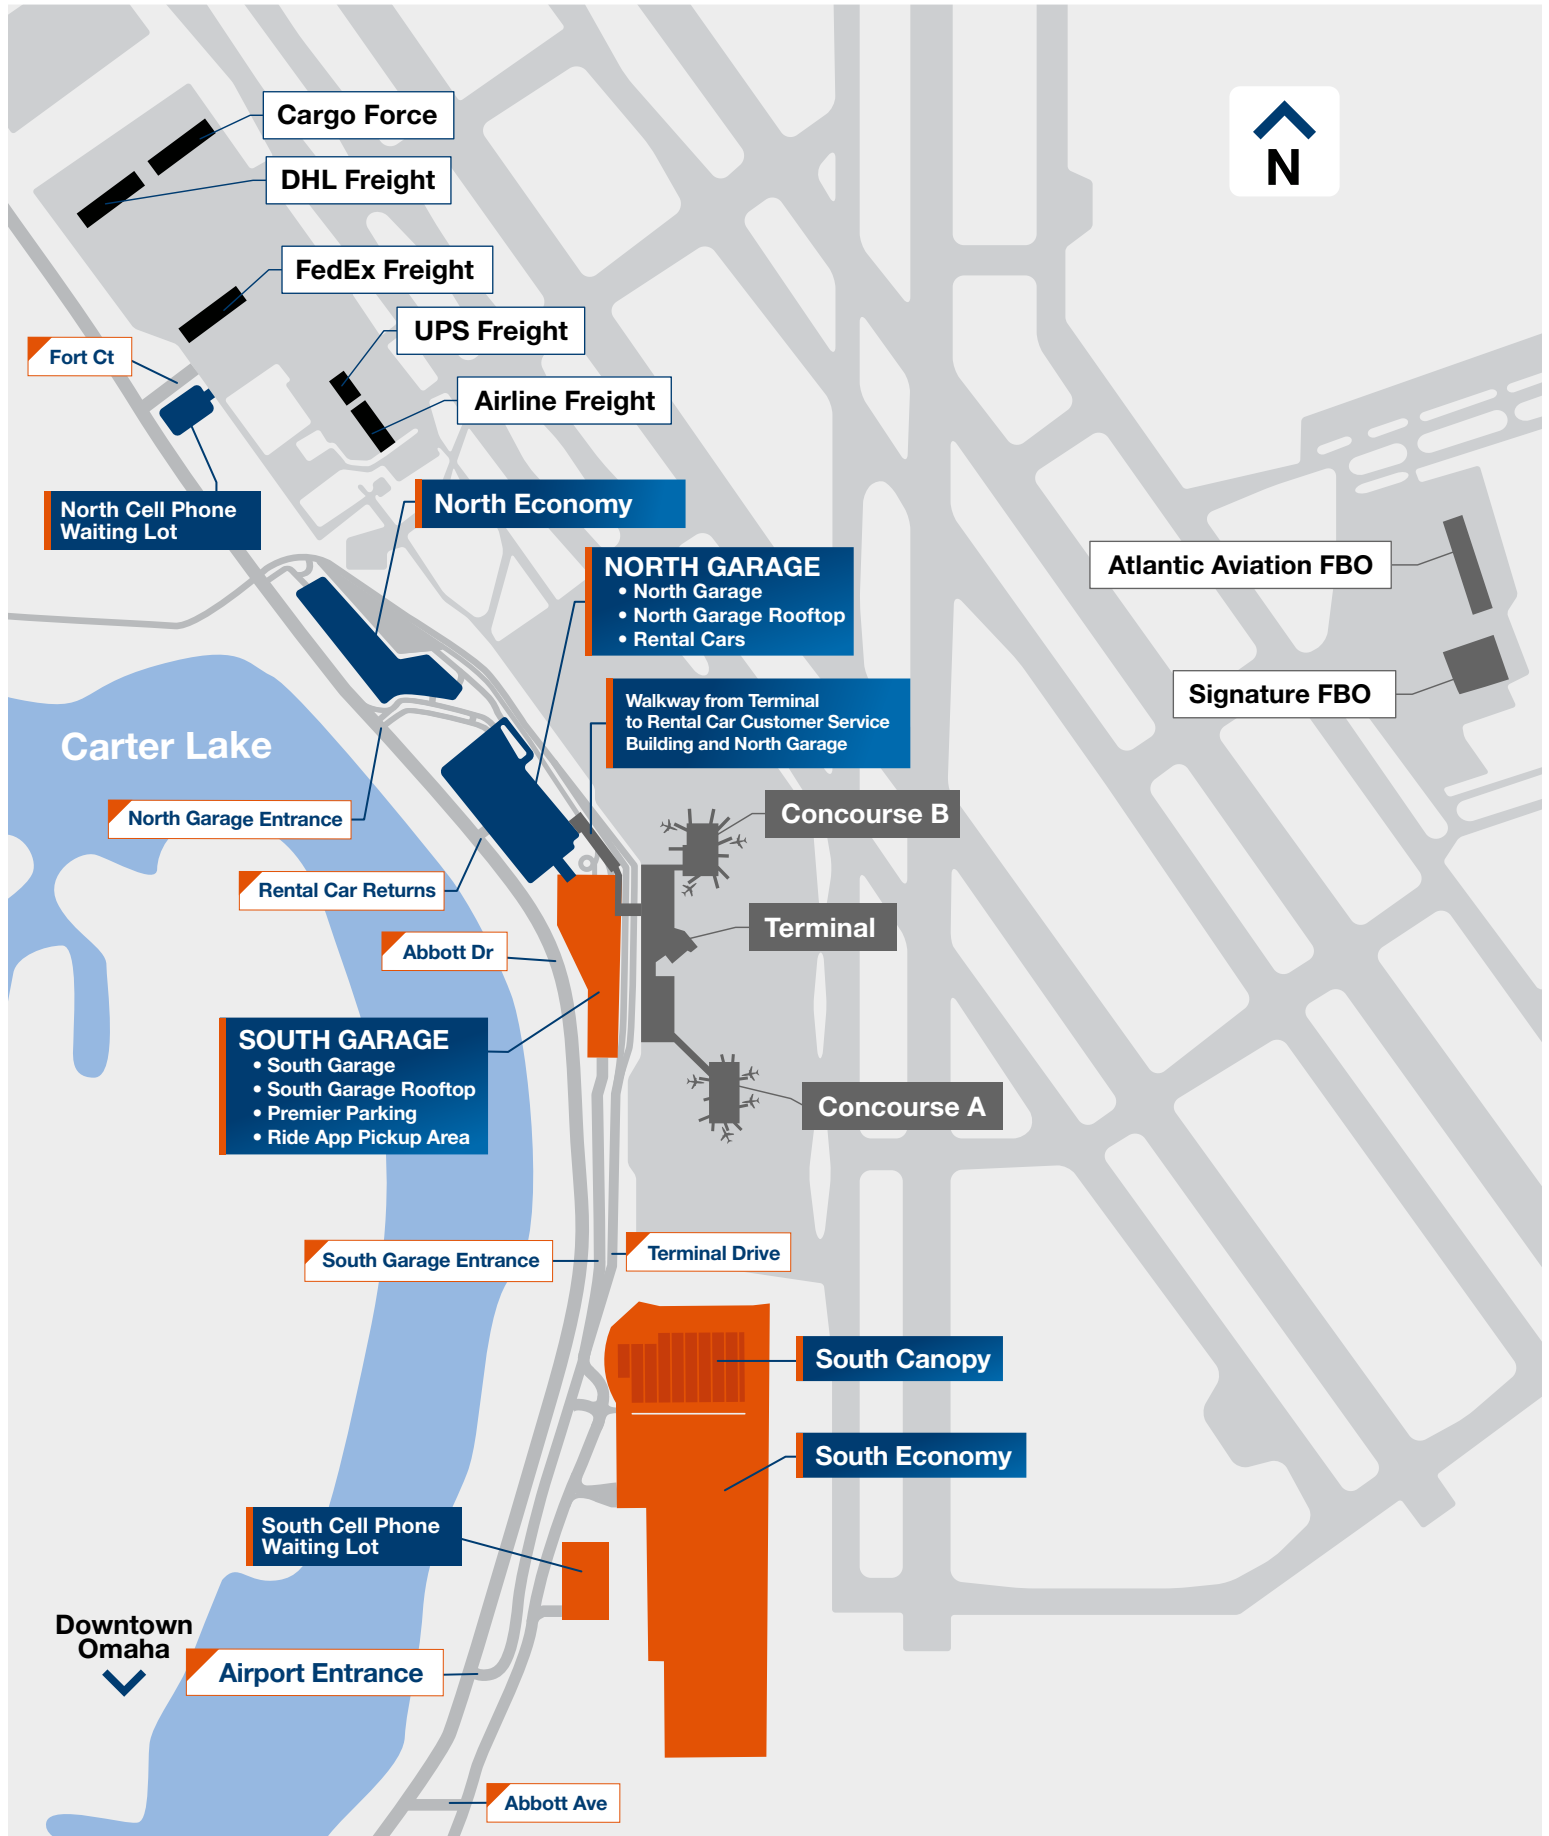 Cargo Force
N
DHL Freight
FedEx Freight
UPS Freight
Fort Ct
Airline Freight
North Economy
North Cell Phone
Waiting Lot
NORTH GARAGE
• North Garage
• North Garage Rooftop
• Rental Cars
Atlantic Aviation FBO
Signature FBO
Walkway from Terminal
to Rental Car Customer Service
Building and North Garage
Carter Lake
North Garage Entrance
Concourse B
Rental Car Returns
Terminal
Abbott Dr
SOUTH GARAGE
• South Garage
• South Garage Rooftop
• Premier Parking
• Ride App Pickup Area
Concourse A
South Garage Entrance
Terminal Drive
South Canopy
South Economy
South Cell Phone
Waiting Lot
Downtown
Omaha
Airport Entrance
Abbott Ave